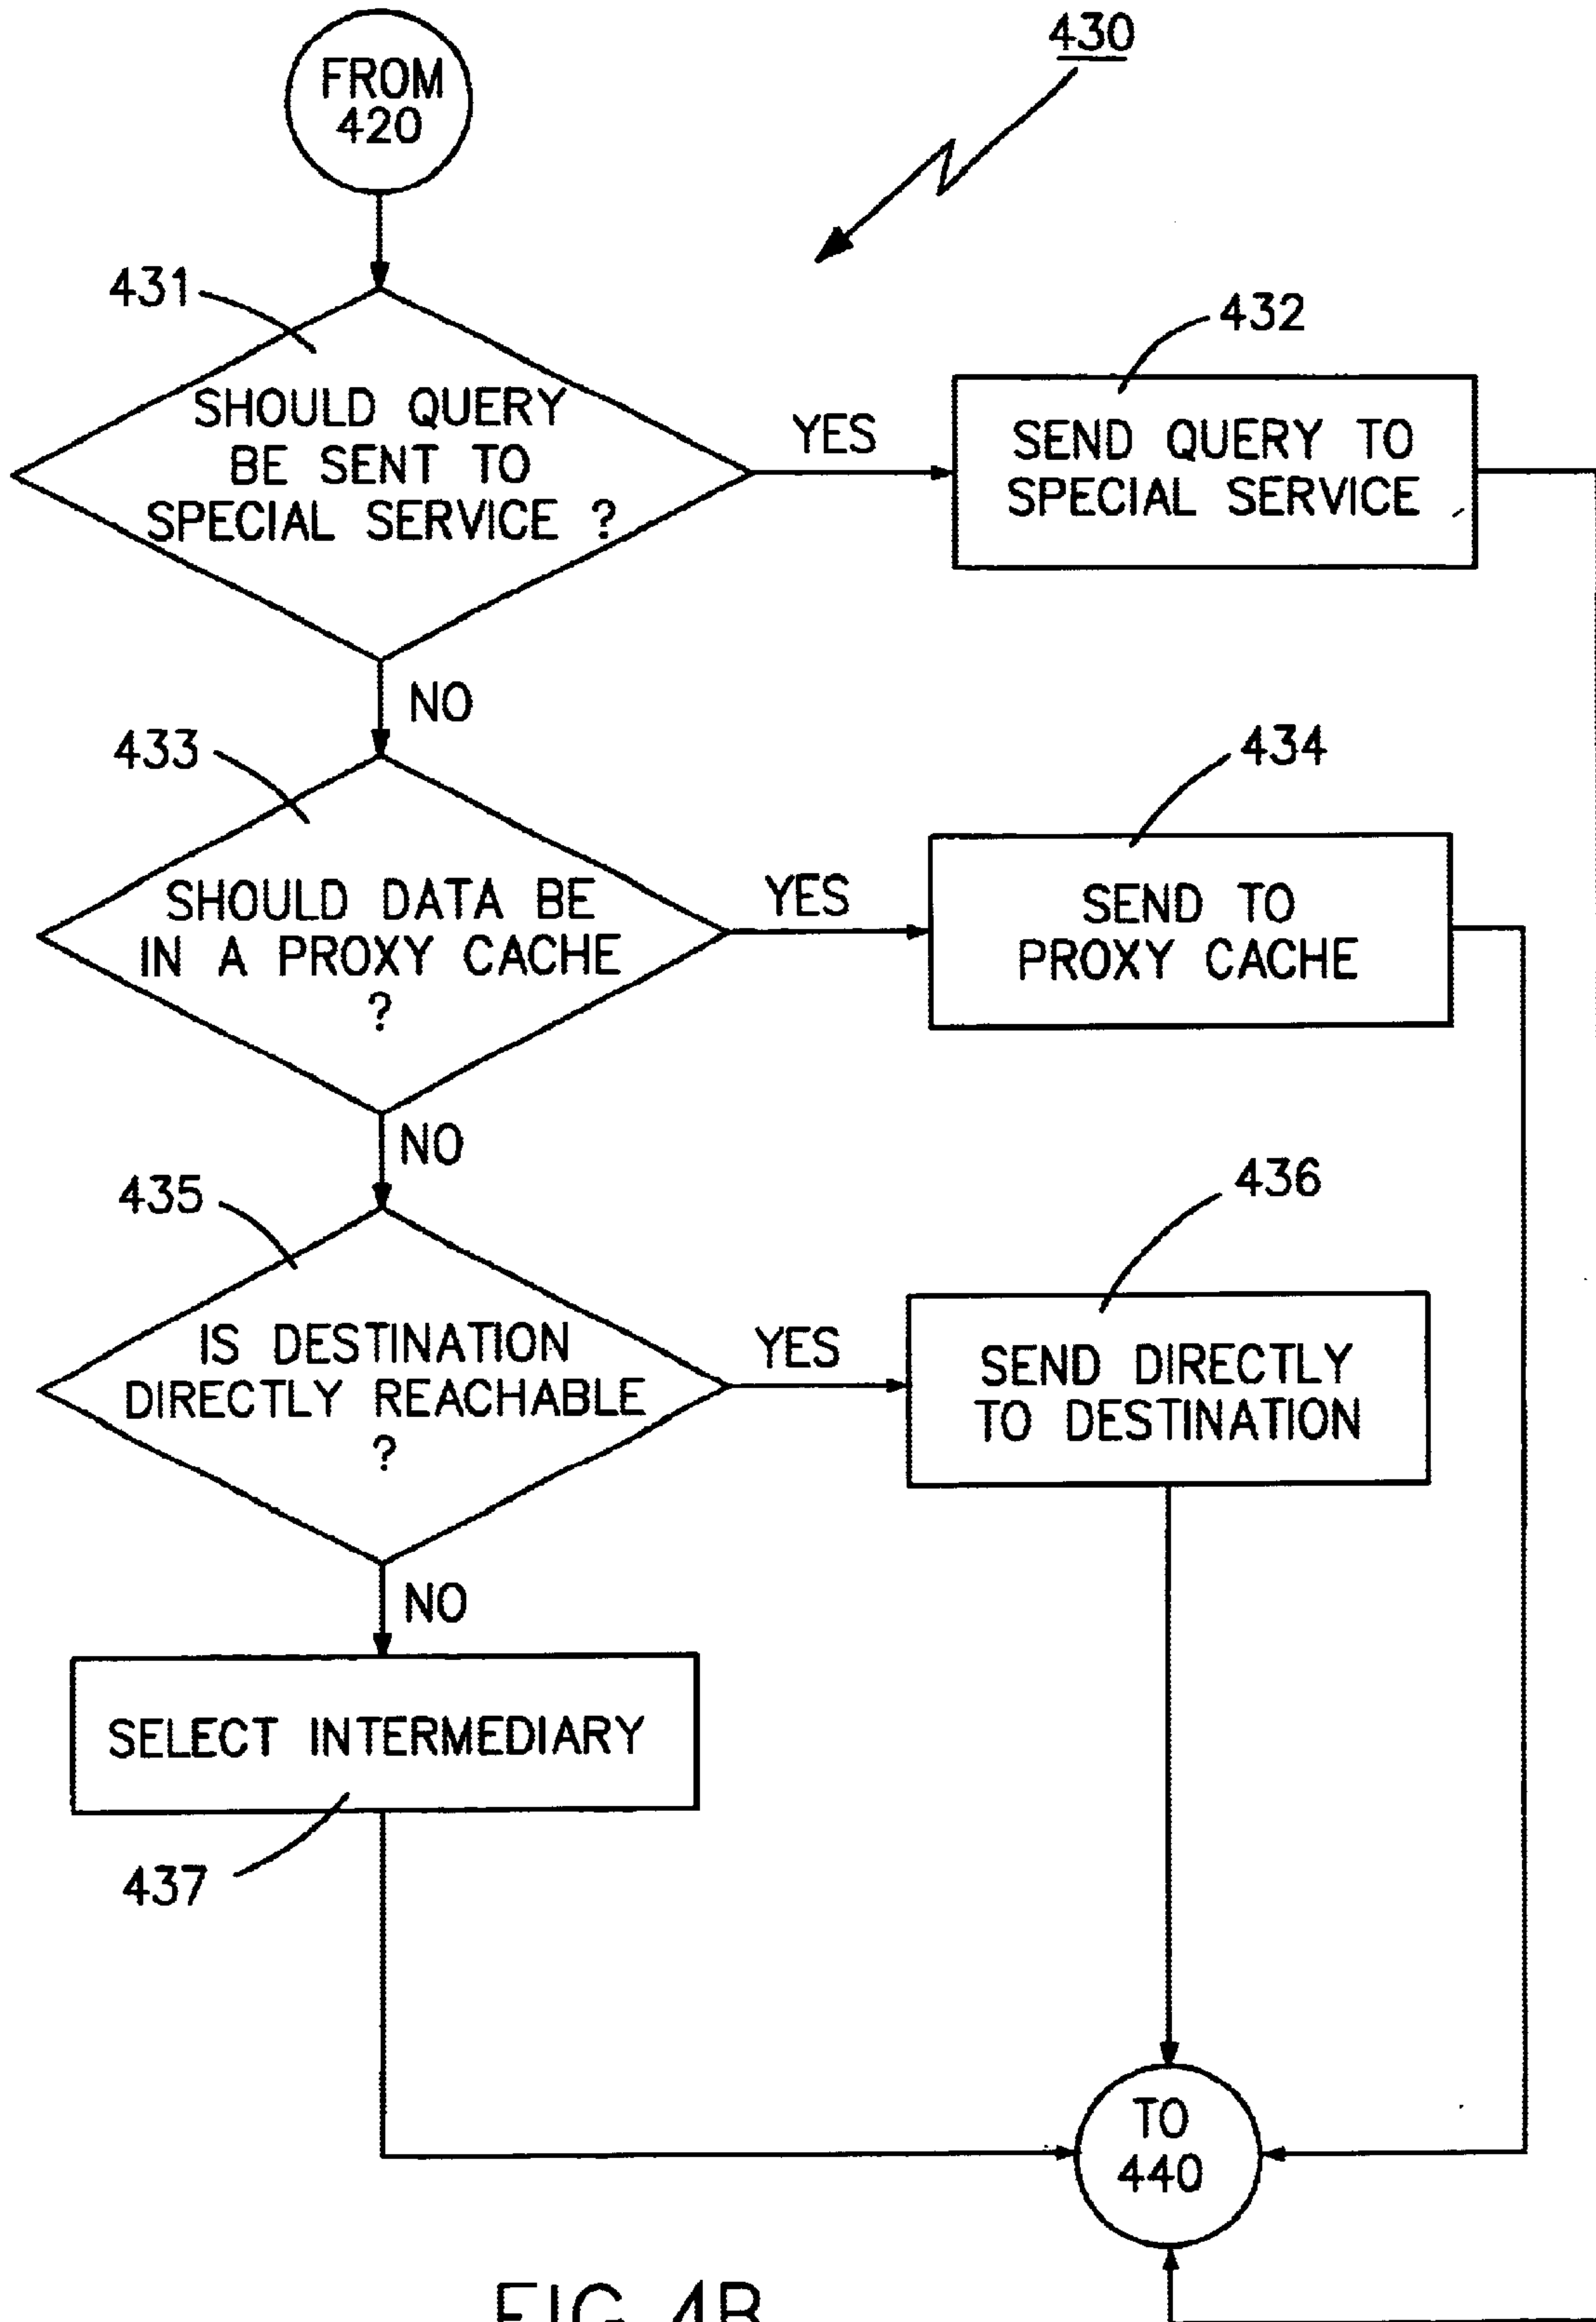 FROM
420
430
431
SHOULD QUERY
BE SENT TO
SPECIAL SERVICE ?
YES
432
SEND QUERY TO
SPECIAL SERVICE
NO
433
SHOULD DATA BE
IN A PROXY CACHE
?
YES
434
SEND TO
PROXY CACHE
NO
435
IS DESTINATION
DIRECTLY REACHABLE
?
YES
436
SEND DIRECTLY
TO DESTINATION
NO
SELECT INTERMEDIARY
437
TO
440
FIG. 4B